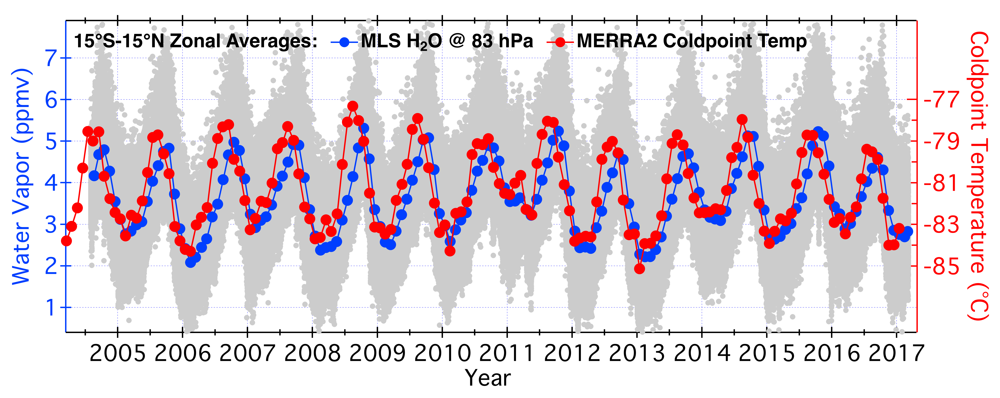 15°S-15°N Zonal Averages: MLS H₂O @ 83 hPa MERRA2 Coldpoint Temp
Water Vapor (ppmv)
7
6
5
4
3
2
1
-77
-79
-81
-83
-85
Coldpoint Temperature (°C)
2005 2006 2007 2008 2009 2010 2011 2012 2013 2014 2015 2016 2017
Year